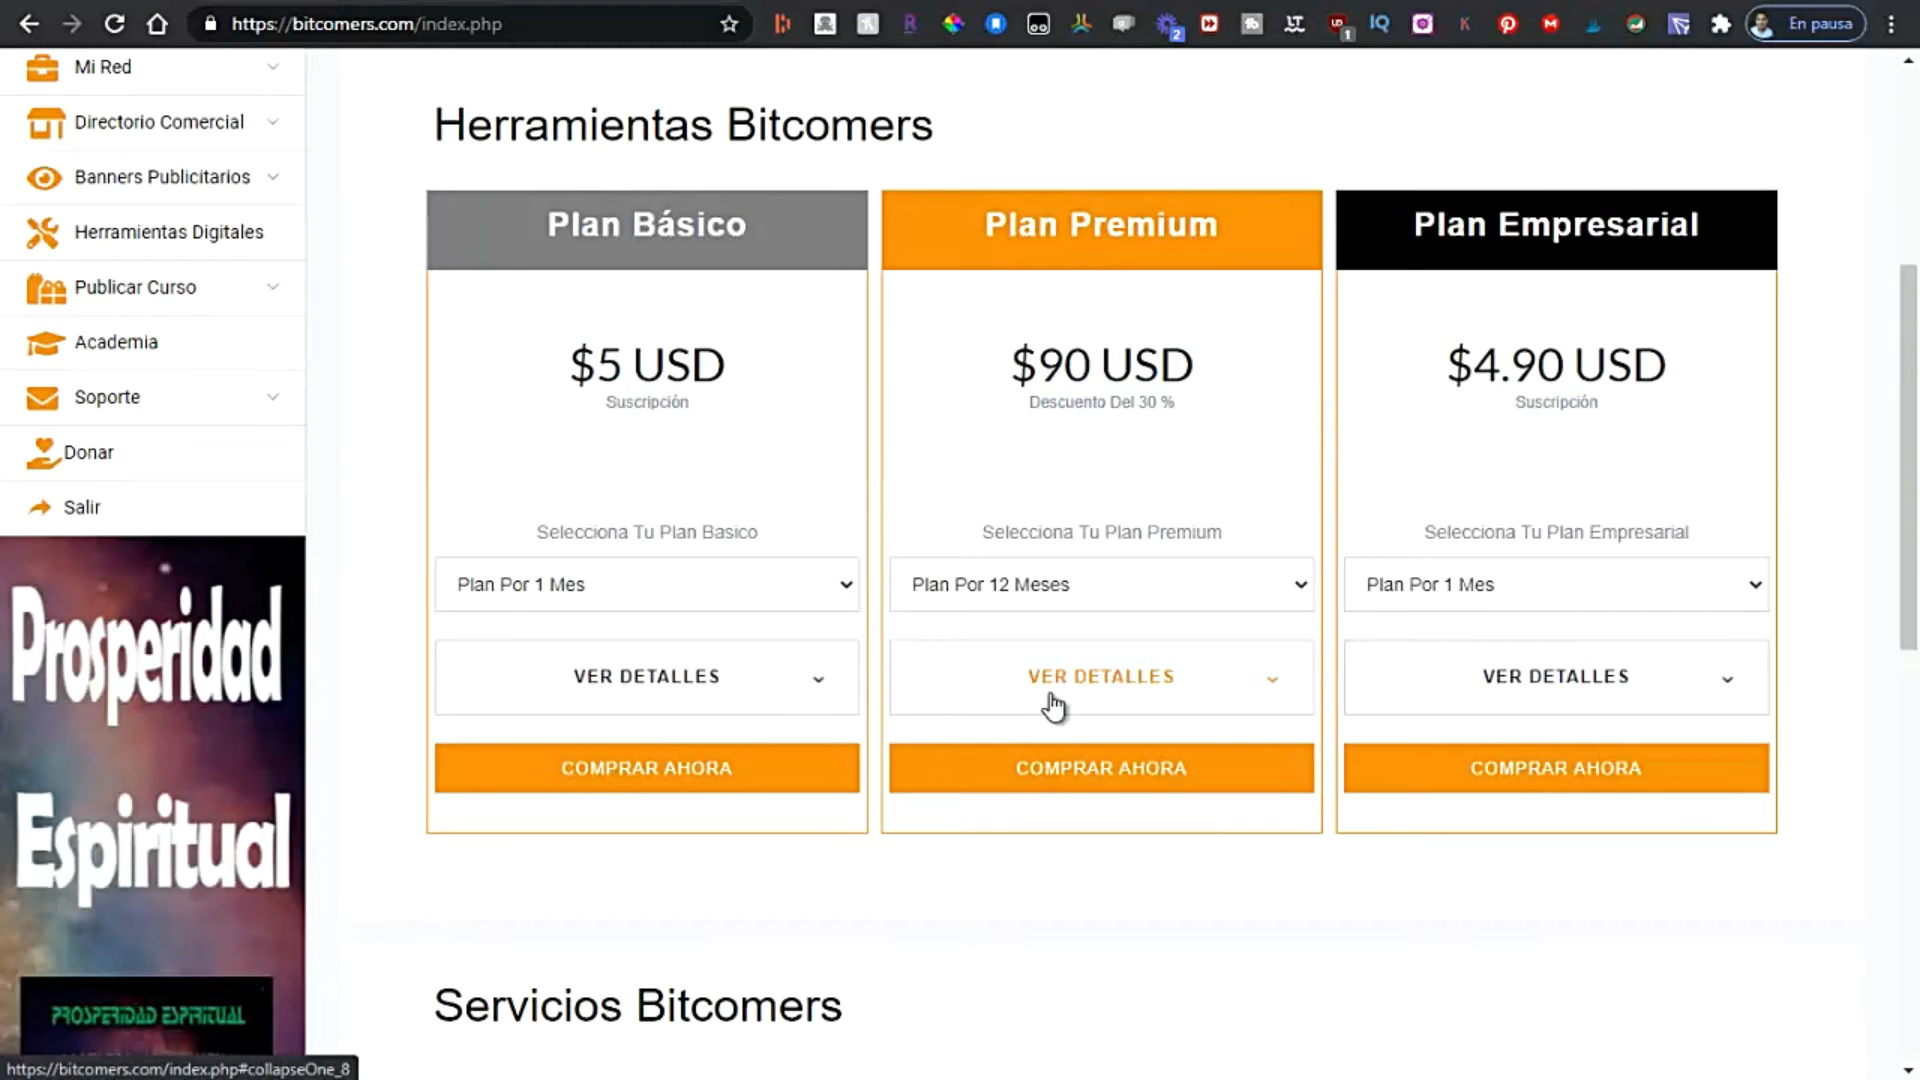 https://bitcomers.com/index.php
En pausa
Mi Red
Directorio Comercial
Banners Publicitarios
Herramientas Digitales
Publicar Curso
Academia
Soporte
Donar
Salir
Prosperidad
Espiritual
PROSPERIDAD ESPIRITUAL
Herramientas Bitcomers
Plan Básico
$5 USD
Suscripción
Selecciona Tu Plan Basico
Plan Por 1 Mes
VER DETALLES
COMPRAR AHORA
Plan Premium
$90 USD
Descuento Del 30 %
Selecciona Tu Plan Premium
Plan Por 12 Meses
VER DETALLES
COMPRAR AHORA
Plan Empresarial
$4.90 USD
Suscripción
Selecciona Tu Plan Empresarial
Plan Por 1 Mes
VER DETALLES
COMPRAR AHORA
Servicios Bitcomers
https://bitcomers.com/index.php#collapseOne_8